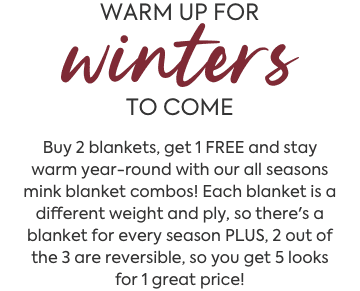 WARM UP FOR
winters
TO COME
Buy 2 blankets, get 1 FREE and stay
warm year-round with our all seasons
mink blanket combos! Each blanket is a
different weight and ply, so there's a
blanket for every season PLUS, 2 out of
the 3 are reversible, so you get 5 looks
for 1 great price!